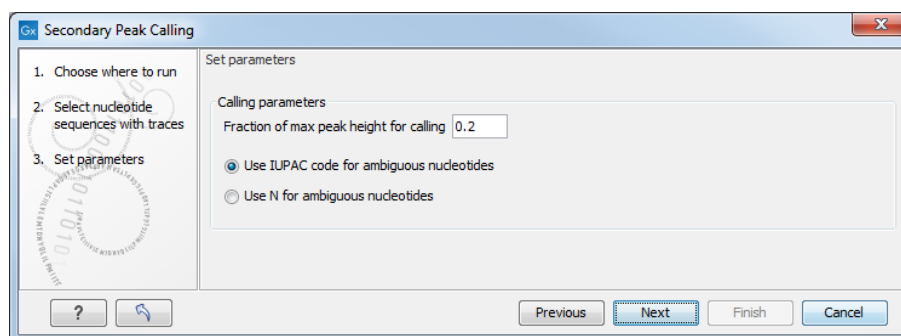 Gx Secondary Peak Calling
1. Choose where to run
2. Select nucleotide
sequences with traces
3. Set parameters
Set parameters
Calling parameters
Fraction of max peak height for calling 0.2
Use IUPAC code for ambiguous nucleotides
Use N for ambiguous nucleotides
? Previous Next Finish Cancel